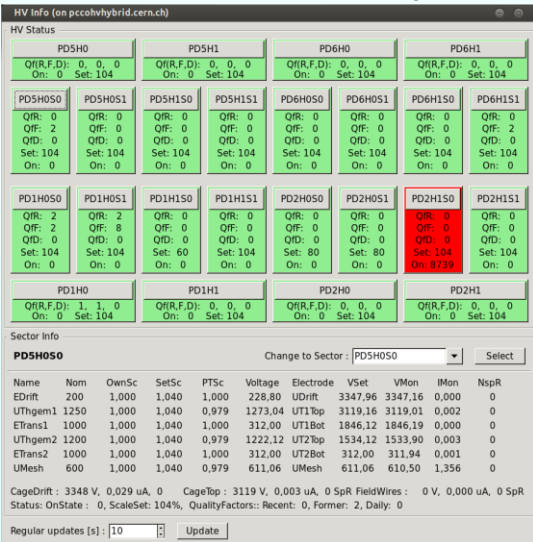 HV Info (on pccohvhybrid.cern.ch)
HV Status
PD5H0 PD5H1 PD6H0 PD6H1
Qf(R,F,D): 0, 0, 0 Qf(R,F,D): 0, 0, 0 Qf(R,F,D): 0, 0, 0 Qf(R,F,D): 0, 0, 0
On: 0 Set: 104 On: 0 Set: 104 On: 0 Set: 104 On: 0 Set: 104
PD5H0S0 PD5H0S1 PD5H1S0 PD5H1S1 PD6H0S0 PD6H0S1 PD6H1S0 PD6H1S1
QfR: 0 QfR: 0 QfR: 0 QfR: 0 QfR: 0 QfR: 0 QfR: 0 QfR: 0
QfF: 2 QfF: 0 QfF: 0 QfF: 0 QfF: 0 QfF: 0 QfF: 0 QfF: 2
QfD: 0 QfD: 0 QfD: 0 QfD: 0 QfD: 0 QfD: 0 QfD: 0 QfD: 0
Set: 104 Set: 104 Set: 104 Set: 104 Set: 104 Set: 104 Set: 104 Set: 104
On: 0 On: 0 On: 0 On: 0 On: 0 On: 0 On: 0 On: 0
PD1H0S0 PD1H0S1 PD1H1S0 PD1H1S1 PD2H0S0 PD2H0S1 PD2H1S0 PD2H1S1
QfR: 2 QfR: 2 QfR: 0 QfR: 0 QfR: 0 QfR: 0 QfR: 0 QfR: 0
QfF: 2 QfF: 8 QfF: 0 QfF: 0 QfF: 0 QfF: 0 QfF: 0 QfF: 0
QfD: 0 QfD: 0 QfD: 0 QfD: 0 QfD: 0 QfD: 0 QfD: 0 QfD: 0
Set: 104 Set: 104 Set: 60 Set: 104 Set: 80 Set: 80 Set: 104 Set: 104
On: 0 On: 0 On: 0 On: 0 On: 0 On: 0 On: 8739 On: 0
PD1H0 PD1H1 PD2H0 PD2H1
Qf(R,F,D): 1, 1, 0 Qf(R,F,D): 0, 0, 0 Qf(R,F,D): 0, 0, 0 Qf(R,F,D): 0, 0, 0
On: 0 Set: 104 On: 0 Set: 104 On: 0 Set: 104 On: 0 Set: 104
Sector Info
PD5H0S0 Change to Sector : PD5H0S0 Select
Name Nom OwnSc SetSc PTSc Voltage Electrode VSet VMon IMon NspR
EDrift 200 1,000 1,040 1,000 228,80 UDrift 3347,96 3347,16 0,000 0
UThgem1 1250 1,000 1,040 0,979 1273,04 UT1Top 3119,16 3119,01 0,002 0
ETrans1 1000 1,000 1,040 1,000 312,00 UT1Bot 1846,12 1846,19 0,000 0
UThgem2 1200 1,000 1,040 0,979 1222,12 UT2Top 1534,12 1533,90 0,003 0
ETrans2 1000 1,000 1,040 1,000 312,00 UT2Bot 312,00 311,94 0,001 0
UMesh 600 1,000 1,040 0,979 611,06 UMesh 611,06 610,50 1,356 0
CageDrift : 3348 V, 0,029 uA, 0 CageTop : 3119 V, 0,003 uA, 0 SpR FieldWires : 0 V, 0,000 uA, 0 SpR
Status: OnState : 0, ScaleSet: 104%, QualityFactors:: Recent: 0, Former: 2, Daily: 0
Regular updates [s] : 10 Update